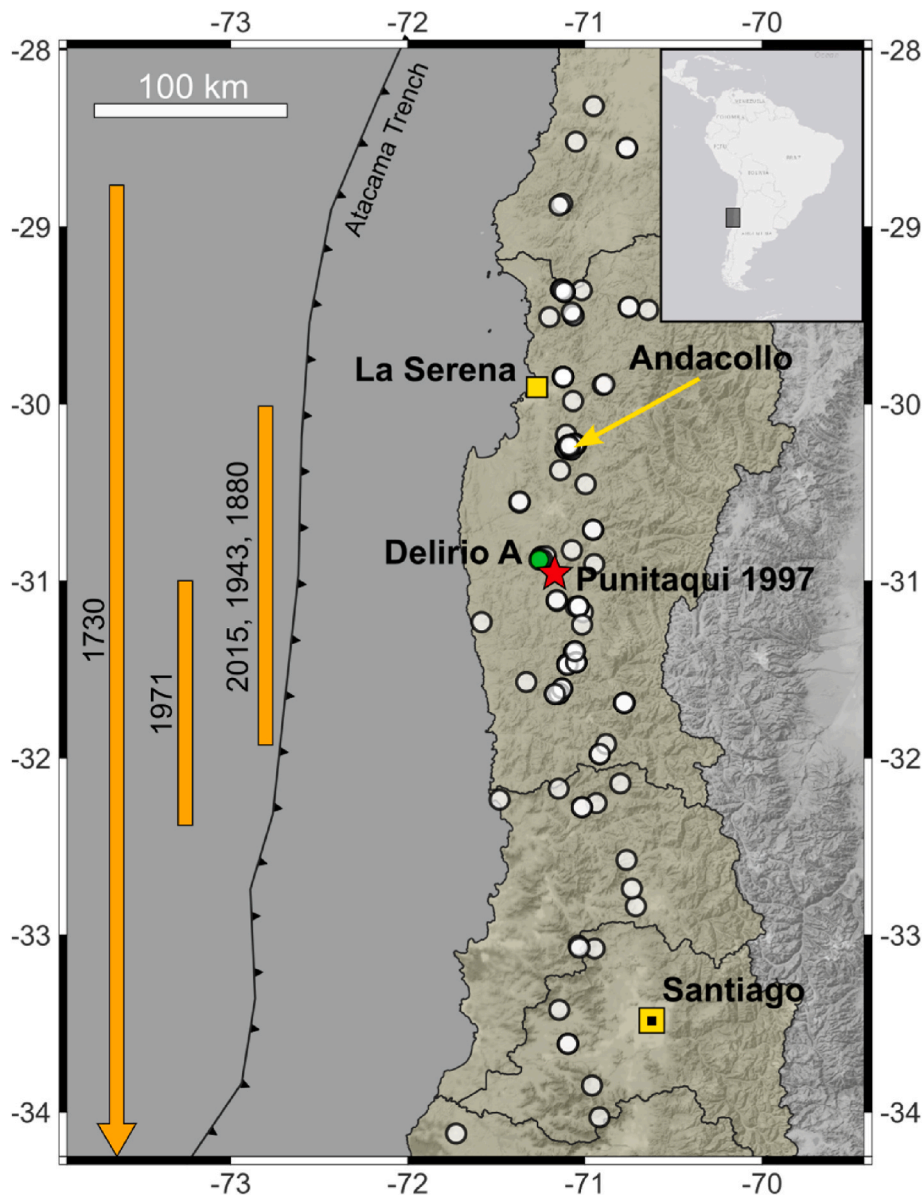 -73 -72 -71 -70
-28
100 km
Atacama Trench
-29
La Serena
Andacollo
-30
Delirio A
Punitaqui 1997
-31
1730
1971
2015, 1943, 1880
-32
-33
Santiago
-34
-28
-29
-30
-31
-32
-33
-34
-73 -72 -71 -70